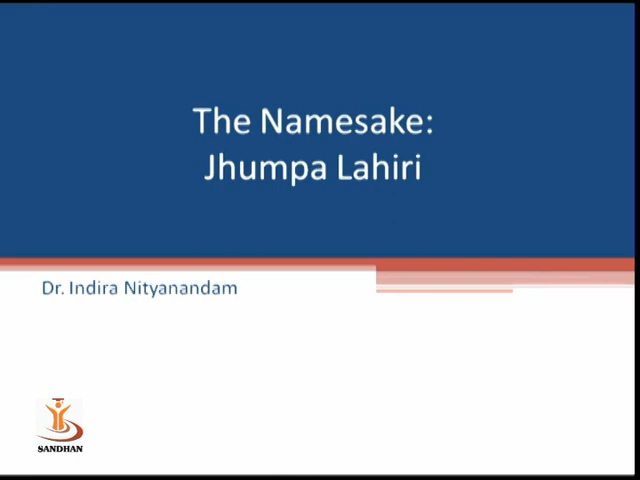 The Namesake:
Jhumpa Lahiri
Dr. Indira Nityanandam
SANDHAN